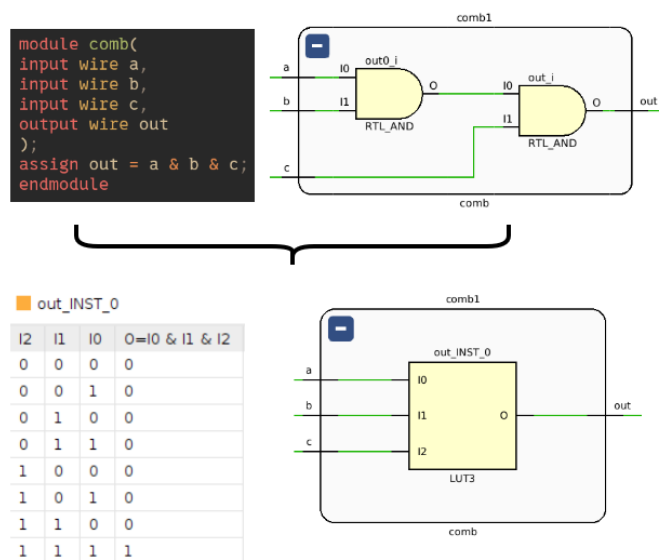 module comb(
input wire a,
input wire b,
input wire c,
output wire out
);
assign out = a & b & c;
endmodule
comb1
a
b
c
I0
I1
out0_i
O
RTL_AND
I0
I1
out_i
O
RTL_AND
out
comb
out_INST_0
I2 I1 I0 O=I0 & I1 & I2
0 0 0 0
0 0 1 0
0 1 0 0
0 1 1 0
1 0 0 0
1 0 1 0
1 1 0 0
1 1 1 1
comb1
out_INST_0
a
b
c
I0
I1
I2
O
out
LUT3
comb